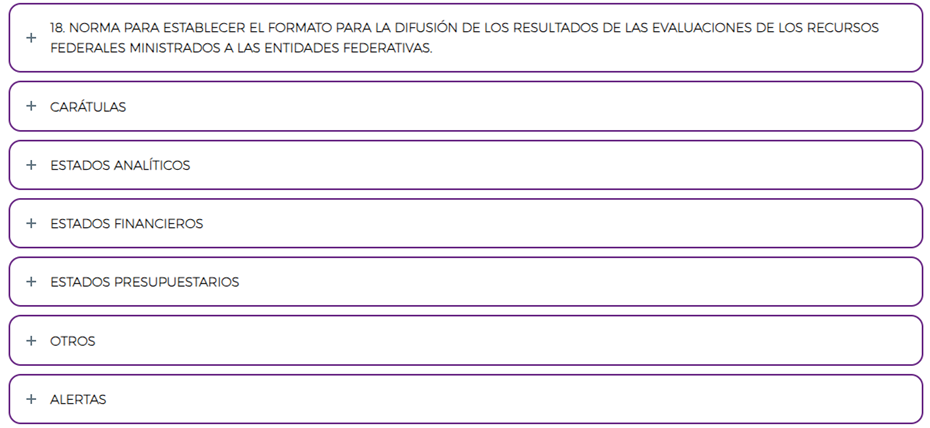 18. NORMA PARA ESTABLECER EL FORMATO PARA LA DIFUSIÓN DE LOS RESULTADOS DE LAS EVALUACIONES DE LOS RECURSOS
FEDERALES MINISTRADOS A LAS ENTIDADES FEDERATIVAS.
CARÁTULAS
ESTADOS ANALÍTICOS
ESTADOS FINANCIEROS
ESTADOS PRESUPUESTARIOS
OTROS
ALERTAS